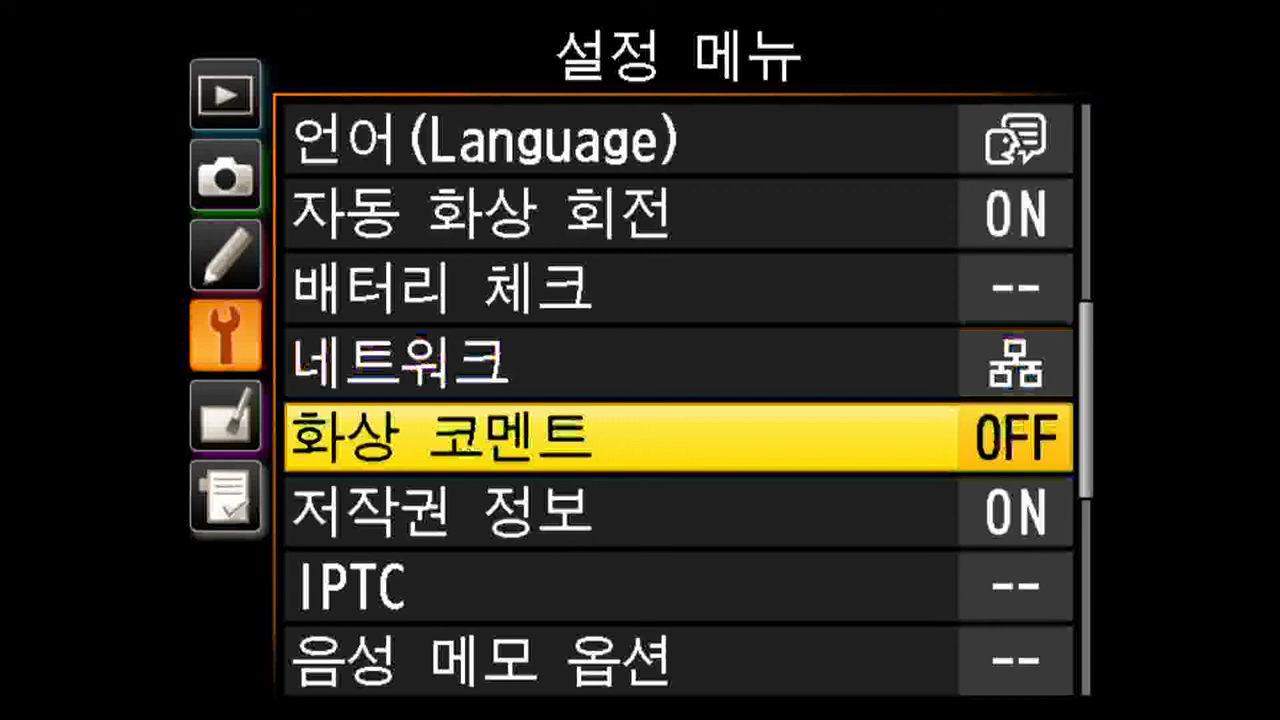 설정 메뉴
언어(Language)
자동 화상 회전 ON
배터리 체크 --
네트워크
화상 코멘트 OFF
저작권 정보 ON
IPTC --
음성 메모 옵션 --